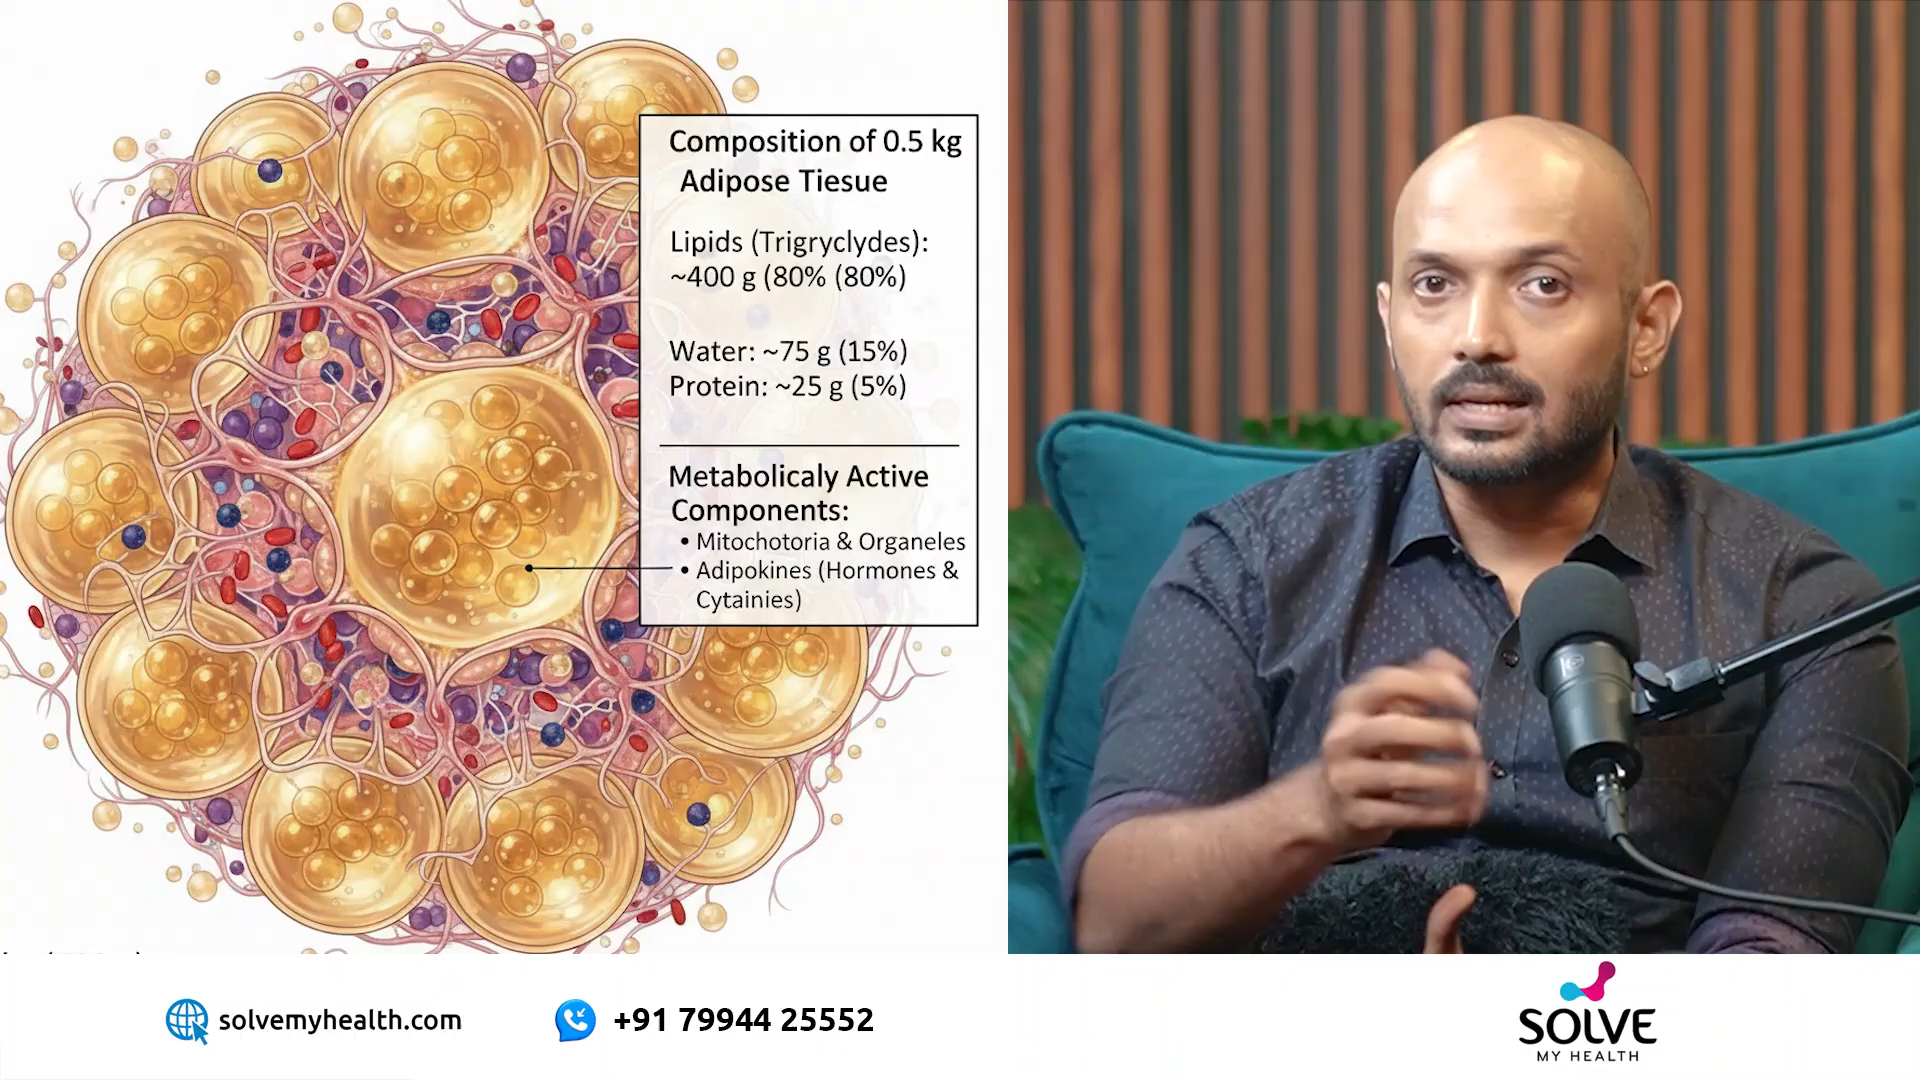 Composition of 0.5 kg
Adipose Tiesue
Lipids (Trigryclydes):
~400 g (80% (80%)
Water: ~75 g (15%)
Protein: ~25 g (5%)
Metabolicaly Active
Components:
• Mitochotoria & Organeles
• Adipokines (Hormones &
Cytainies)
solvemyhealth.com
+91 79944 25552
SOLVE
MY HEALTH